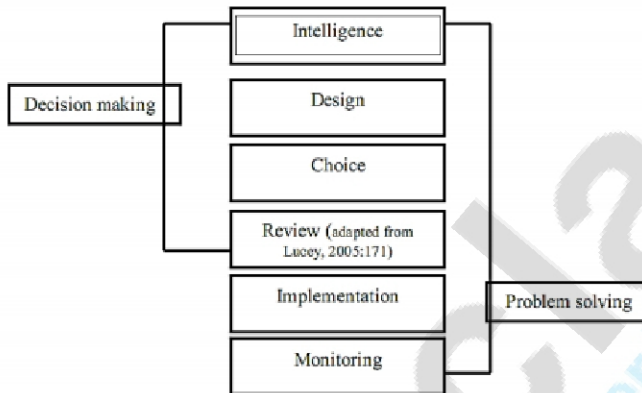 Intelligence
Decision making
Design
Choice
Review (adapted from
Lucey, 2005:171)
Implementation
Problem solving
Monitoring